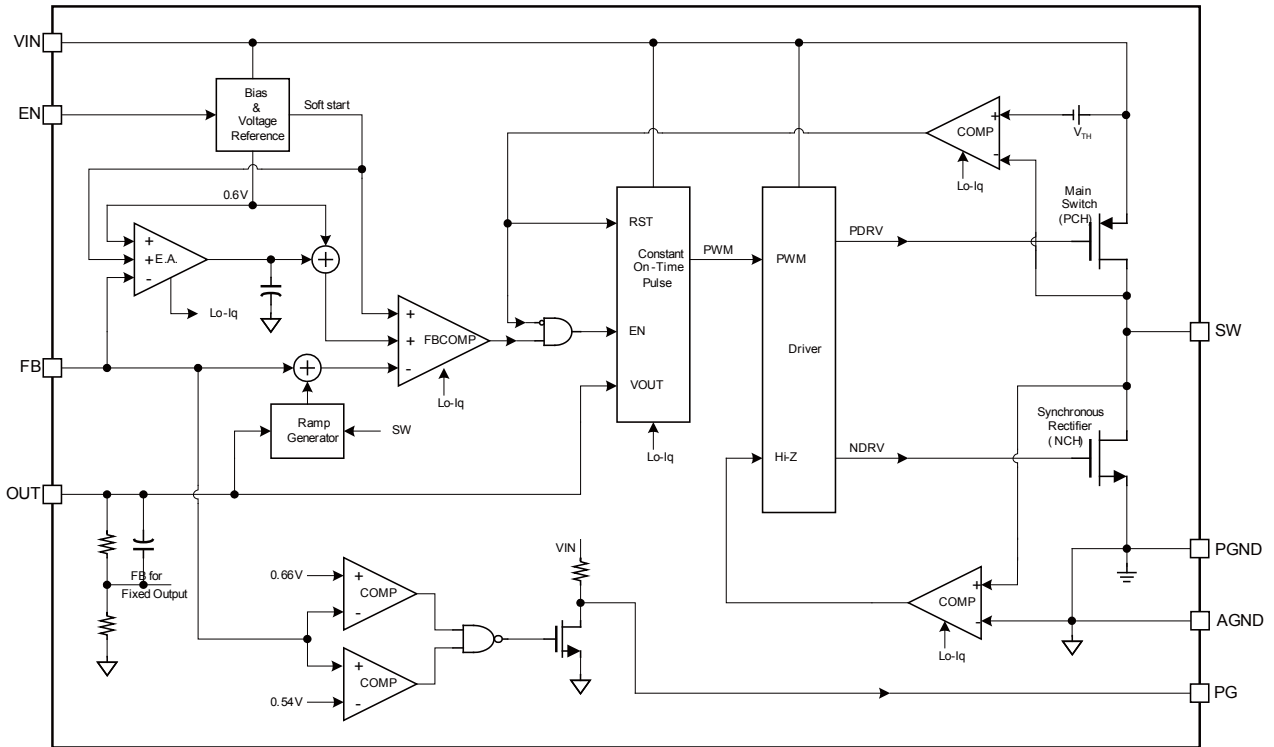 VIN
EN
Bias
&
Voltage
Reference
Soft start
0.6V
+
+
-
E.A.
Lo-Iq
+
FB
+
Ramp
Generator
SW
+
+
-
FBCOMP
Lo-Iq
RST
Constant
On-Time
Pulse
EN
VOUT
Lo-Iq
PWM
PWM
Driver
Hi-Z
PDRV
NDRV
COMP
+
-
Lo-Iq
VTH
Main
Switch
(PCH)
SW
Synchronous
Rectifier
(NCH)
OUT
FB for
Fixed Output
0.66V
+
-
COMP
+
-
COMP
0.54V
VIN
COMP
+
-
Lo-Iq
PGND
AGND
PG